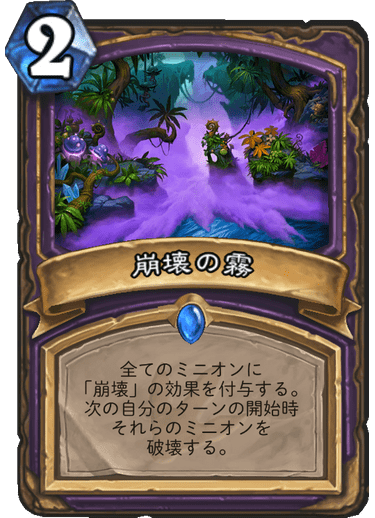 2
崩壊の霧
全てのミニオンに
「崩壊」の効果を付与する。
次の自分のターンの開始時
それらのミニオンを
破壊する。